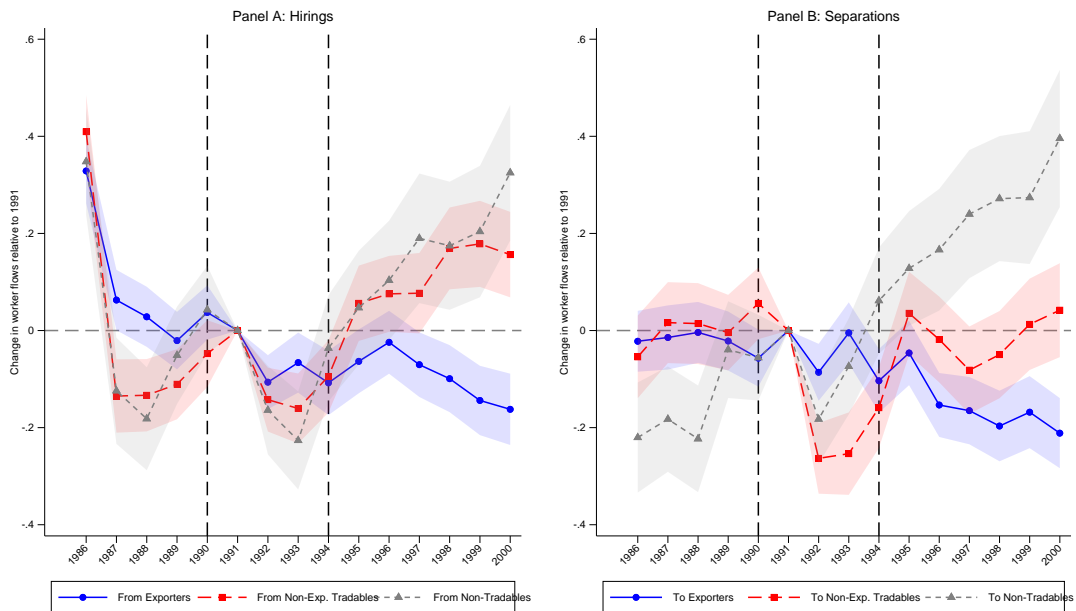 Panel A: Hirings
Change in worker flows relative to 1991
.6
.4
.2
0
-.2
-.4
1986 1987 1988 1989 1990 1991 1992 1993 1994 1995 1996 1997 1998 1999 2000
From Exporters From Non-Exp. Tradables From Non-Tradables
Panel B: Separations
Change in worker flows relative to 1991
.6
.4
.2
0
-.2
-.4
1986 1987 1988 1989 1990 1991 1992 1993 1994 1995 1996 1997 1998 1999 2000
To Exporters To Non-Exp. Tradables To Non-Tradables